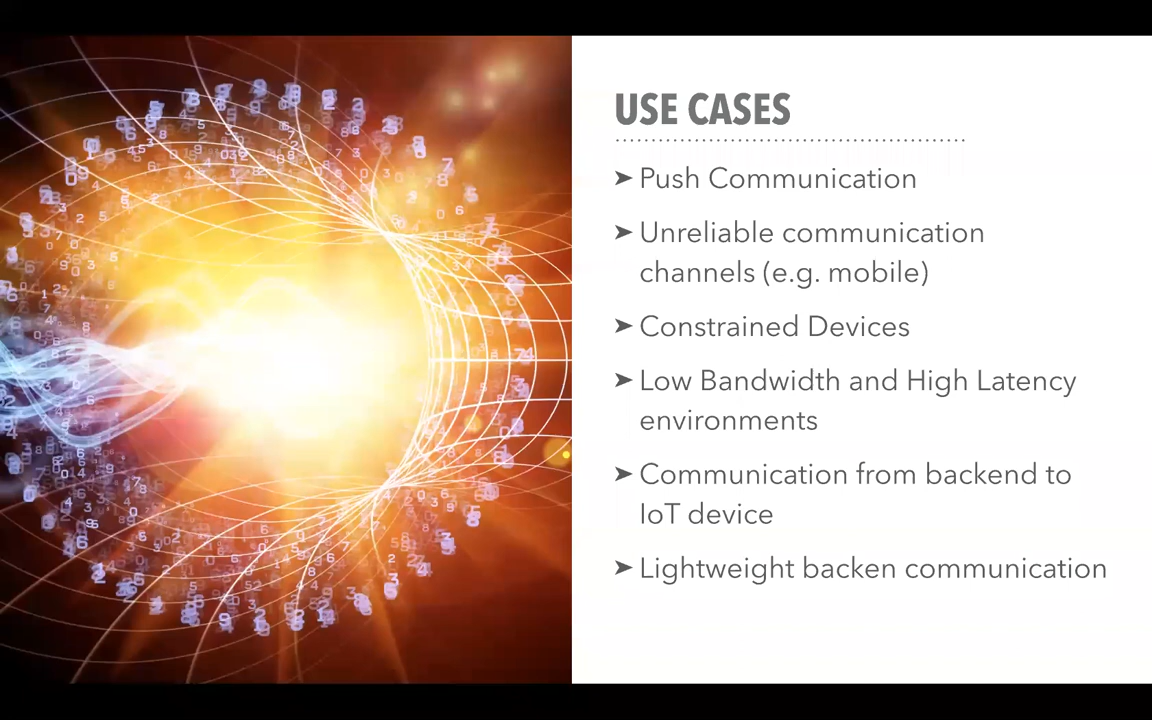 USE CASES
➤ Push Communication
➤ Unreliable communication
channels (e.g. mobile)
➤ Constrained Devices
➤ Low Bandwidth and High Latency
environments
➤ Communication from backend to
IoT device
➤ Lightweight backen communication